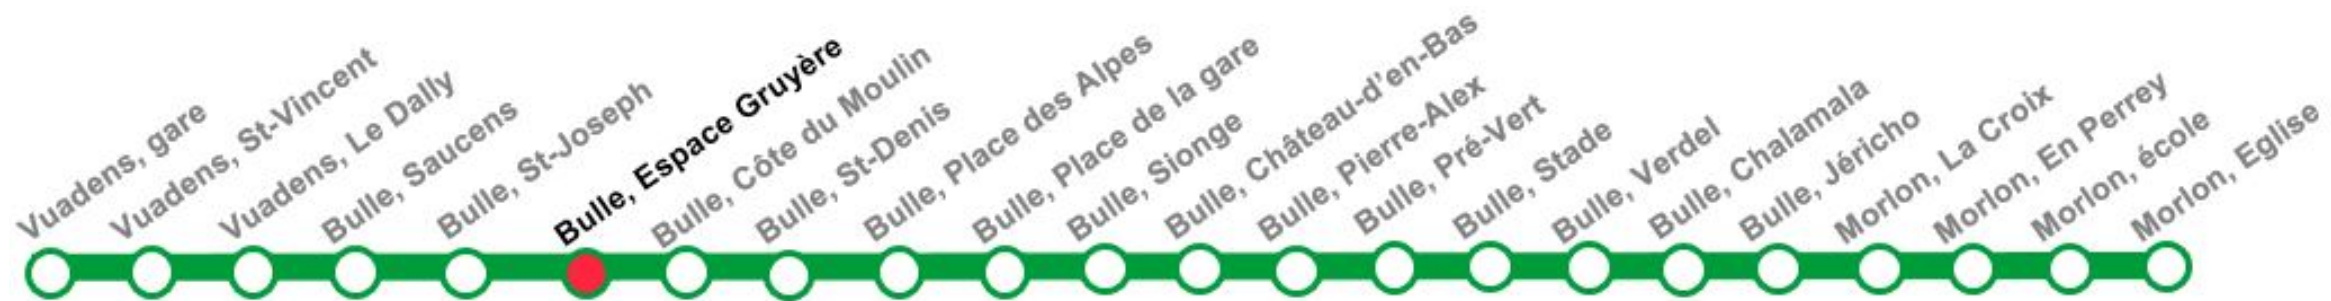 Vuadens, gare
Vuadens, St-Vincent
Vuadens, Le Dally
Bulle, Saucens
Bulle, St-Joseph
Bulle, Espace Gruyère
Bulle, Côte du Moulin
Bulle, St-Denis
Bulle, Place des Alpes
Bulle, Place de la gare
Bulle, Sionge
Bulle, Château-d'en-Bas
Bulle, Pierre-Alex
Bulle, Pré-Vert
Bulle, Stade
Bulle, Verdel
Bulle, Chalamala
Bulle, Jéricho
Morlon, La Croix
Morlon, En Perrey
Morlon, école
Morlon, Eglise